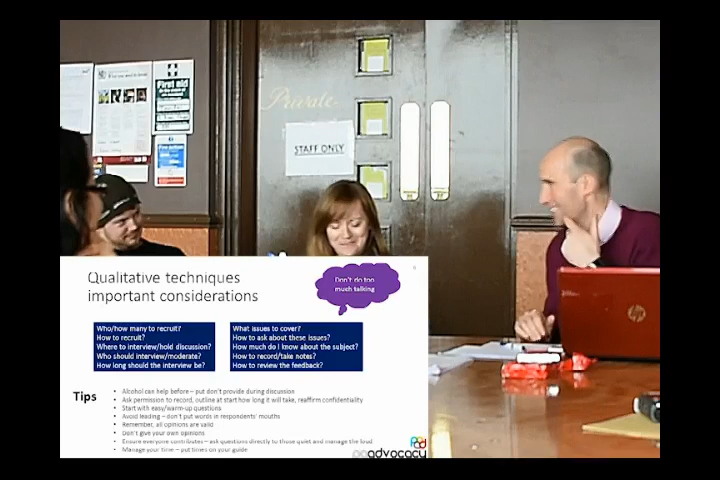 First aid
Private
STAFF ONLY
hp
Qualitative techniques
important considerations
Don't do too
much talking
Who/how many to recruit?
How to recruit?
Where to interview/hold discussion?
Who should interview/moderate?
How long should the interview be?
What issues to cover?
How to ask about these issues?
How much do I know about the subject?
How to record/take notes?
How to review the feedback?
Tips
• Alcohol can help before – put don't provide during discussion
• Ask permission to record, outline at start how long it will take, reaffirm confidentiality
• Start with easy/warm-up questions
• Avoid leading – don't put words in respondents' mouths
• Remember, all opinions are valid
• Don't give your own opinions
• Ensure everyone contributes – ask questions directly to those quiet and manage the loud
• Manage your time – put times on your guide
advocacy